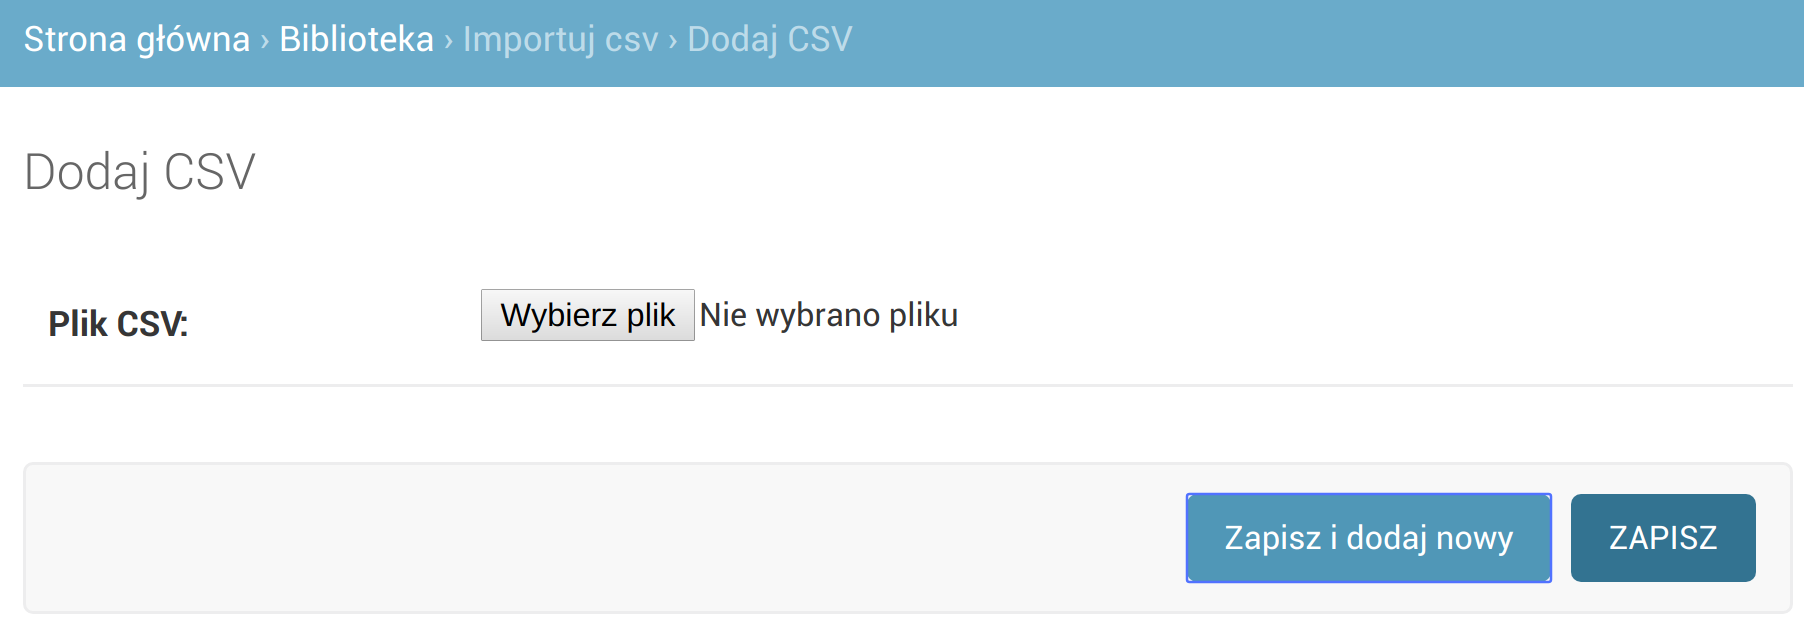 Strona główna › Biblioteka › Importuj csv › Dodaj CSV
Dodaj CSV
Plik CSV: Wybierz plik Nie wybrano pliku
Zapisz i dodaj nowy ZAPISZ